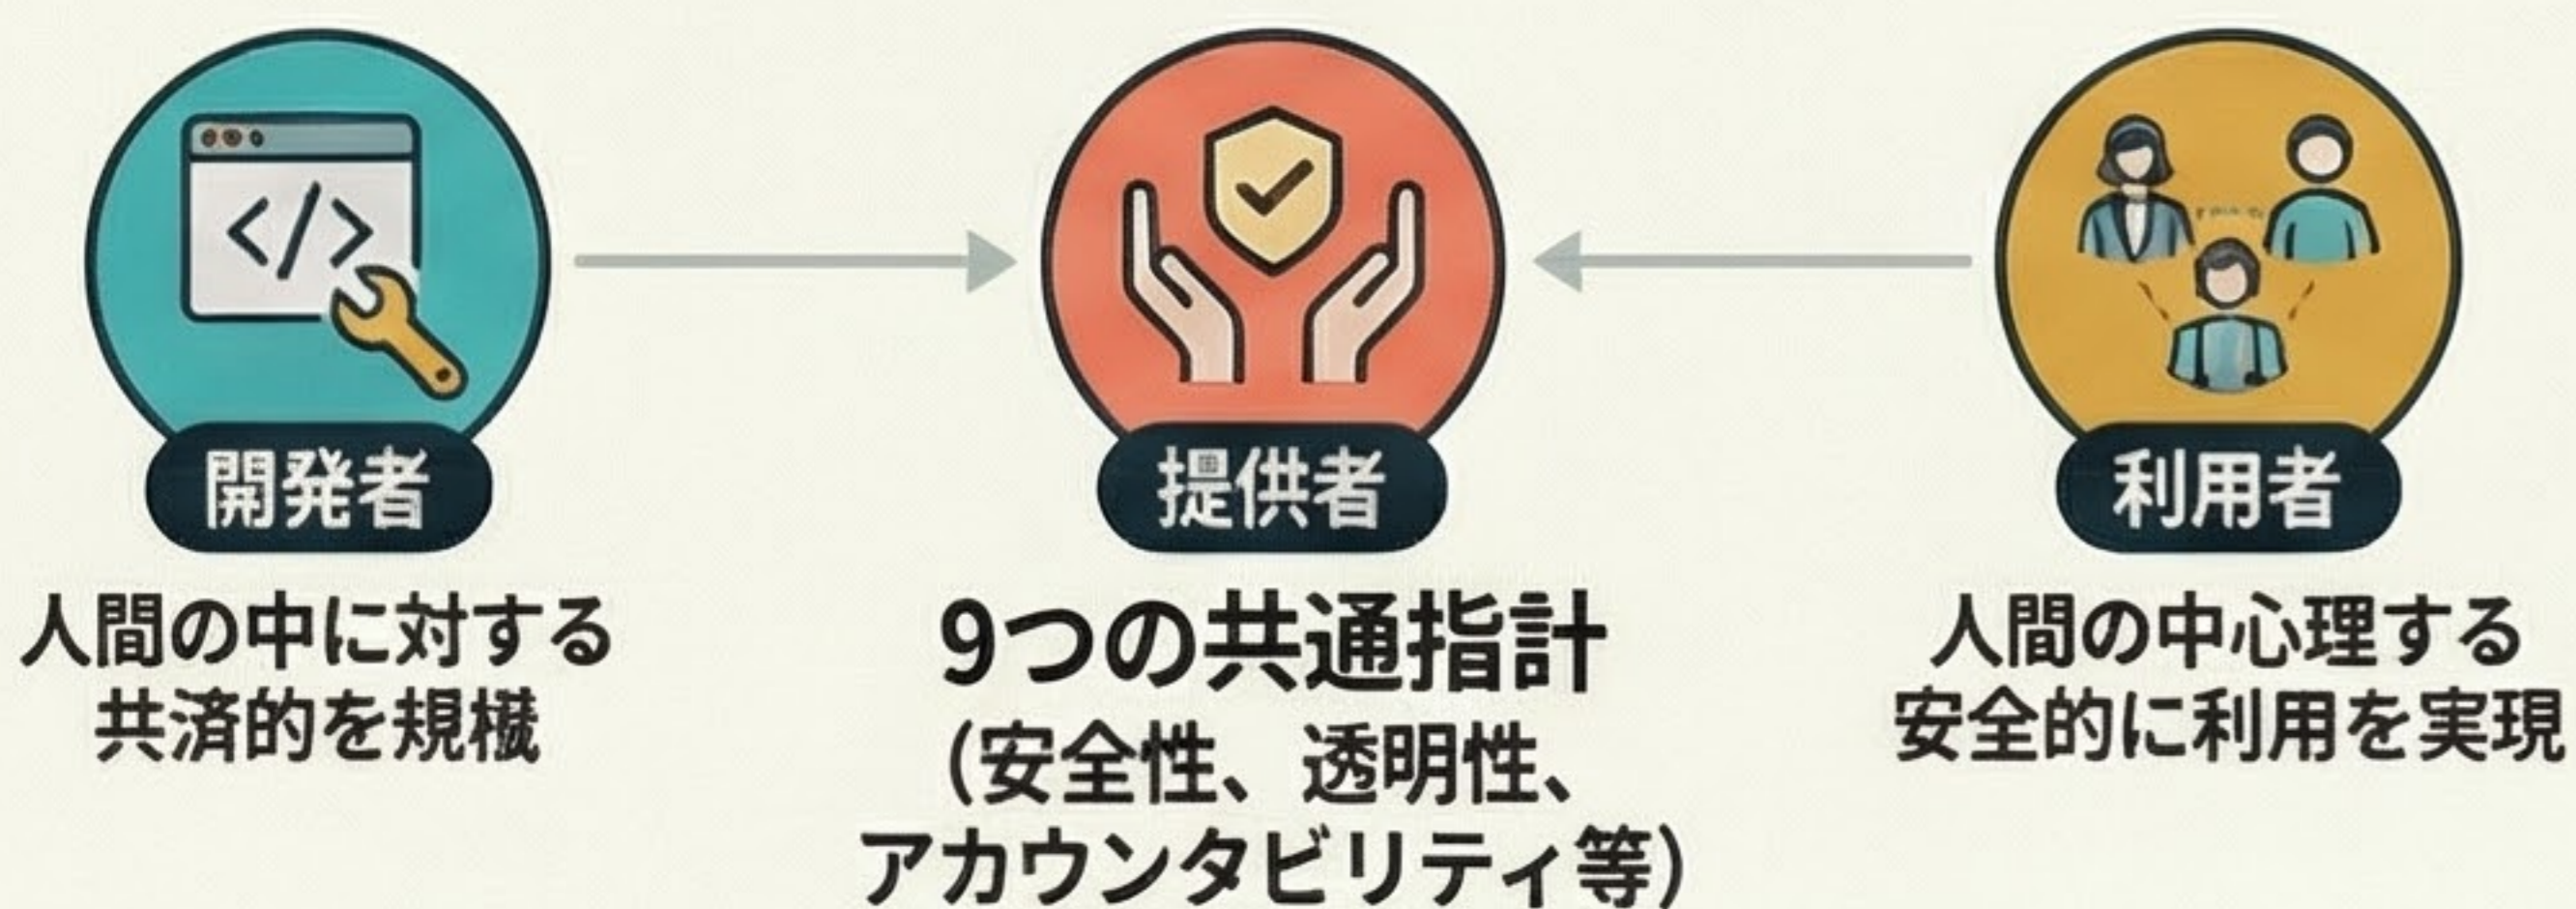 開発者
人間の中に対する
共済的を規
提供者
9つの共通指計
（安全性、透明性、
アカウンタビリティ等）
利用者
人間の中心理する
安全的に利用を実現